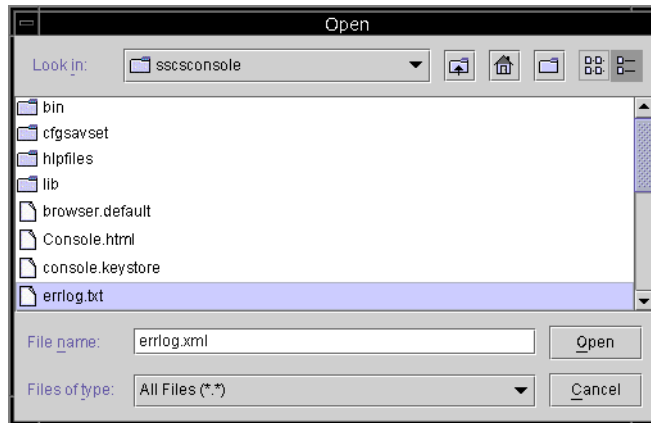 Open
Look in: sscsconsole
bin
cfgsavset
hlpfiles
lib
browser.default
Console.html
console.keystore
errlog.txt
File name: errlog.xml Open
Files of type: All Files (*.*) Cancel